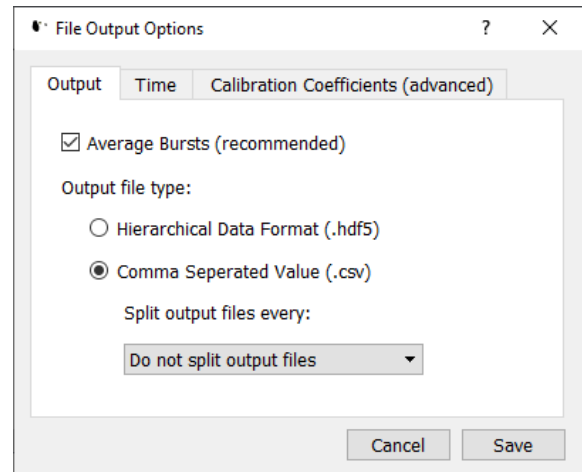 File Output Options
?
Output
Time
Calibration Coefficients (advanced)
Average Bursts (recommended)
Output file type:
Hierarchical Data Format (.hdf5)
Comma Seperated Value (.csv)
Split output files every:
Do not split output files
Cancel
Save